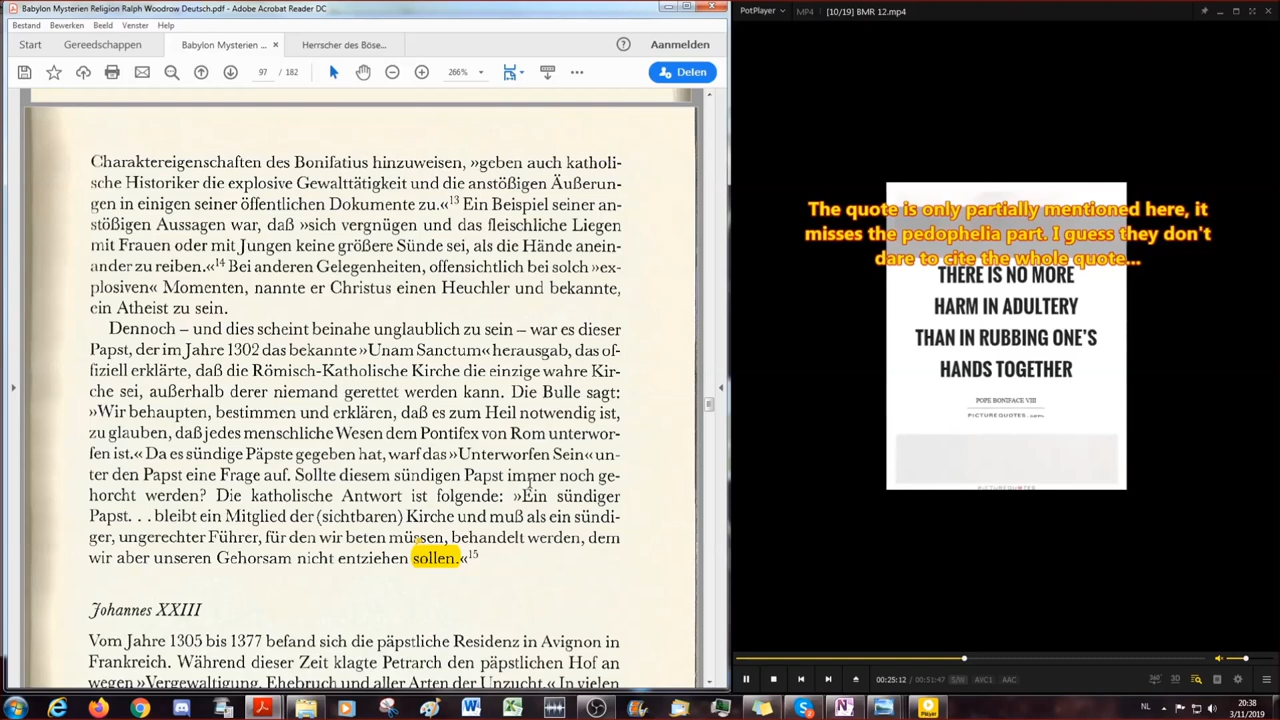 Babylon Mysterien Religion Ralph Woodrow Deutsch.pdf - Adobe Acrobat Reader DC
Bestand Bewerken Beeld Venster Help
Start Gereedschappen Babylon Mysterien ... × Herrscher des Böse... Aanmelden
97 / 182 266% Delen
Charaktereigenschaften des Bonifatius hinzuweisen, »geben auch katholi-
sche Historiker die explosive Gewalttätigkeit und die anstößigen Äußerun-
gen in einigen seiner öffentlichen Dokumente zu.«13 Ein Beispiel seiner an-
stößigen Aussagen war, daß »sich vergnügen und das fleischliche Liegen
mit Frauen oder mit Jungen keine größere Sünde sei, als die Hände anein-
ander zu reiben.«14 Bei anderen Gelegenheiten, offensichtlich bei solch »ex-
plosiven« Momenten, nannte er Christus einen Heuchler und bekannte,
ein Atheist zu sein.
Dennoch – und dies scheint beinahe unglaublich zu sein – war es dieser
Papst, der im Jahre 1302 das bekannte »Unam Sanctum« herausgab, das of-
fiziell erklärte, daß die Römisch-Katholische Kirche die einzige wahre Kir-
che sei, außerhalb derer niemand gerettet werden kann. Die Bulle sagt:
»Wir behaupten, bestimmen und erklären, daß es zum Heil notwendig ist,
zu glauben, daß jedes menschliche Wesen dem Pontifex von Rom unterwor-
fen ist.« Da es sündige Päpste gegeben hat, warf das »Unterworfen Sein« un-
ter den Papst eine Frage auf. Sollte diesem sündigen Papst immer noch ge-
horcht werden? Die katholische Antwort ist folgende: »Ein sündiger
Papst. . . bleibt ein Mitglied der (sichtbaren) Kirche und muß als ein sündi-
ger, ungerechter Führer, für den wir beten müssen, behandelt werden, dem
wir aber unseren Gehorsam nicht entziehen sollen.«15
Johannes XXIII
Vom Jahre 1305 bis 1377 befand sich die päpstliche Residenz in Avignon in
Frankreich. Während dieser Zeit klagte Petrarch den päpstlichen Hof an
wegen »Vergewaltigung, Ehebruch und aller Arten der Unzucht.« In vielen
PotPlayer MP4 [10/19] BMR 12.mp4
The quote is only partially mentioned here, it
misses the pedophelia part. I guess they don't
dare to cite the whole quote...
THERE IS NO MORE
HARM IN ADULTERY
THAN IN RUBBING ONE'S
HANDS TOGETHER
POPE BONIFACE VIII
PICTUREQUOTES.com
00:25:12 / 00:51:47 S/W AVC1 AAC
NL 20:38
3/11/2019